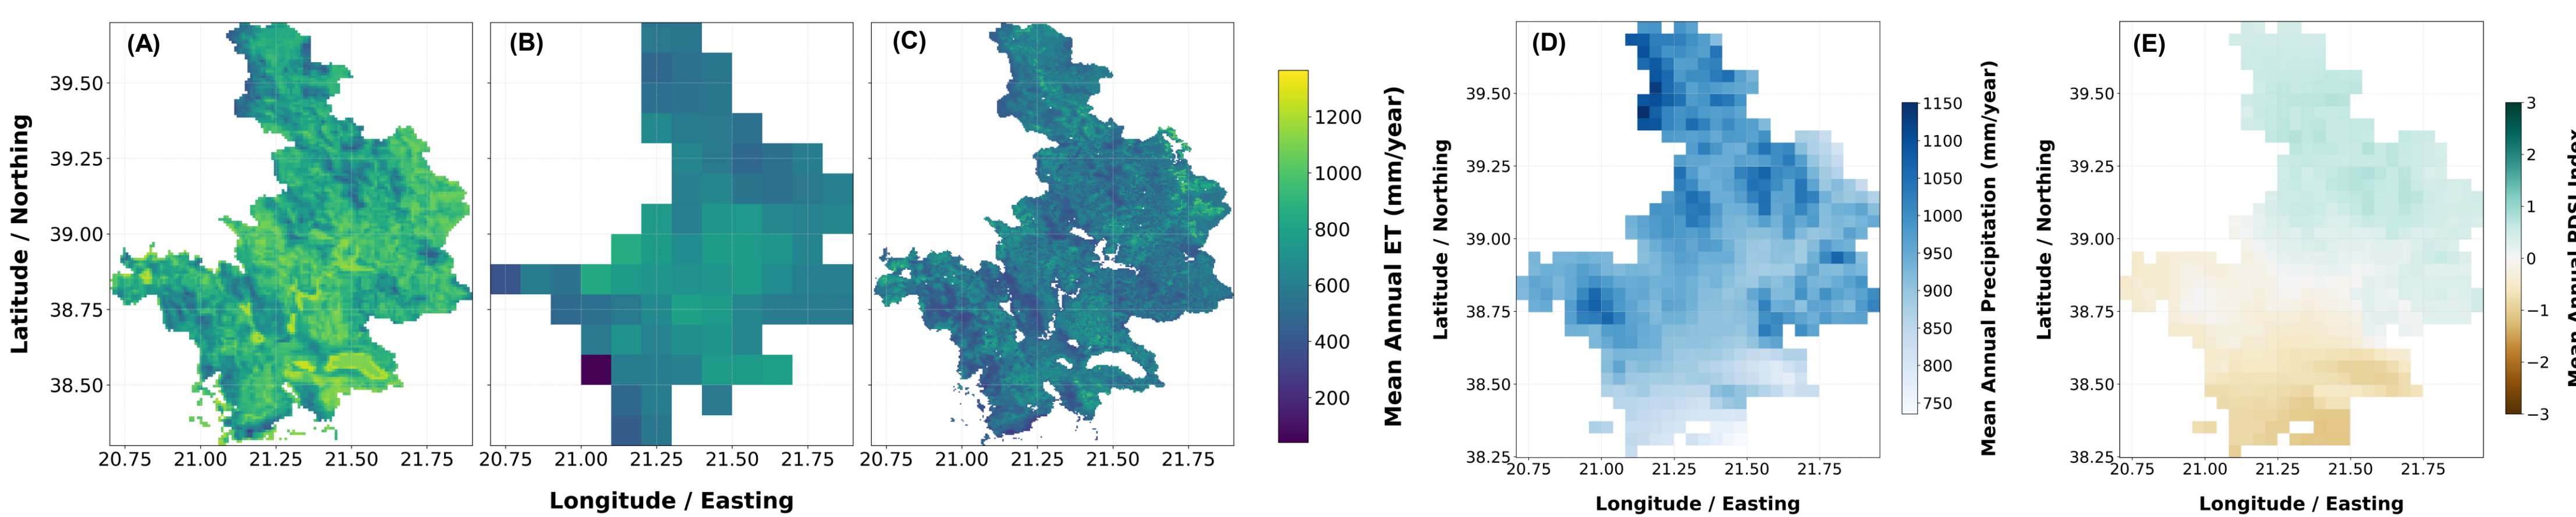 (A)
(B)
(C)
(D)
(E)
Latitude / Northing
39.50
39.25
39.00
38.75
38.50
20.75 21.00 21.25 21.50 21.75
20.75 21.00 21.25 21.50 21.75
20.75 21.00 21.25 21.50 21.75
Longitude / Easting
1200
1000
800
600
400
200
Mean Annual ET (mm/year)
Latitude / Northing
39.50
39.25
39.00
38.75
38.50
38.25
20.75 21.00 21.25 21.50 21.75
Longitude / Easting
1150
1100
1050
1000
950
900
850
800
750
Mean Annual Precipitation (mm/year)
Latitude / Northing
39.50
39.25
39.00
38.75
38.50
38.25
20.75 21.00 21.25 21.50 21.75
Longitude / Easting
3
2
1
0
−1
−2
−3
Mean Annual PDSI Index